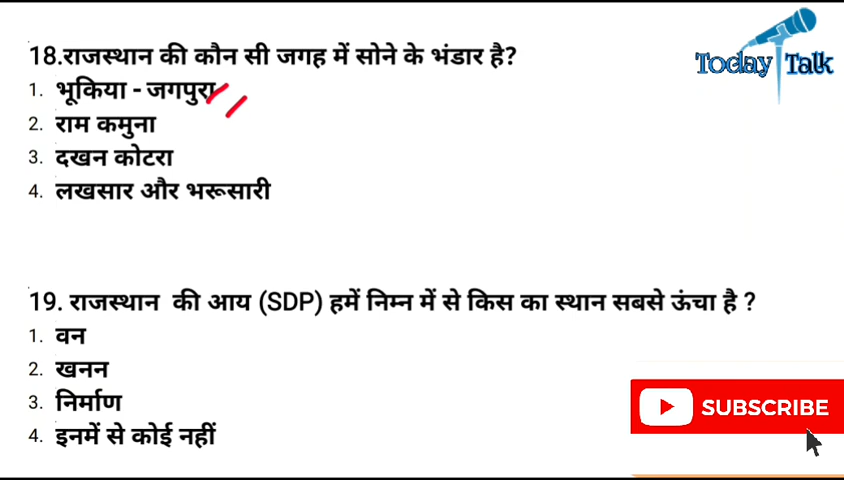 Today Talk
18.राजस्थान की कौन सी जगह में सोने के भंडार है?
1. भूकिया - जगपुरा
2. राम कमुना
3. दखन कोटरा
4. लखसार और भरूसारी
19. राजस्थान की आय (SDP) हमें निम्न में से किस का स्थान सबसे ऊंचा है ?
1. वन
2. खनन
3. निर्माण
4. इनमें से कोई नहीं
SUBSCRIBE